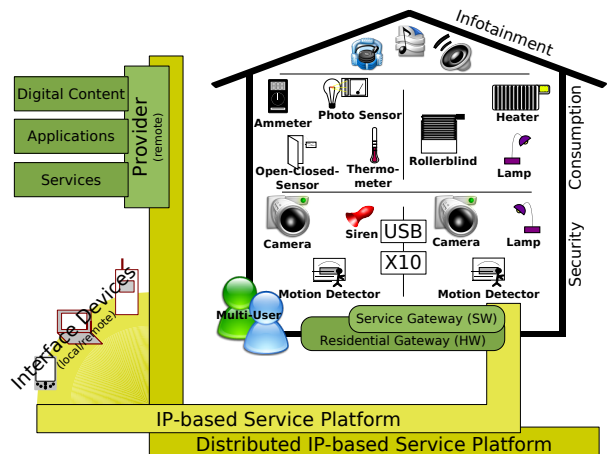 Infotainment
Digital Content
Applications
Services
Provider
(remote)
Ammeter
Photo Sensor
Heater
Open-Closed-
Sensor
Thermo-
meter
Rollerblind
Lamp
Consumption
Camera
Siren
USB
X10
Camera
Lamp
Security
Motion Detector
Motion Detector
Multi-User
Service Gateway (SW)
Residential Gateway (HW)
Interface Devices
(local/remote)
IP-based Service Platform
Distributed IP-based Service Platform